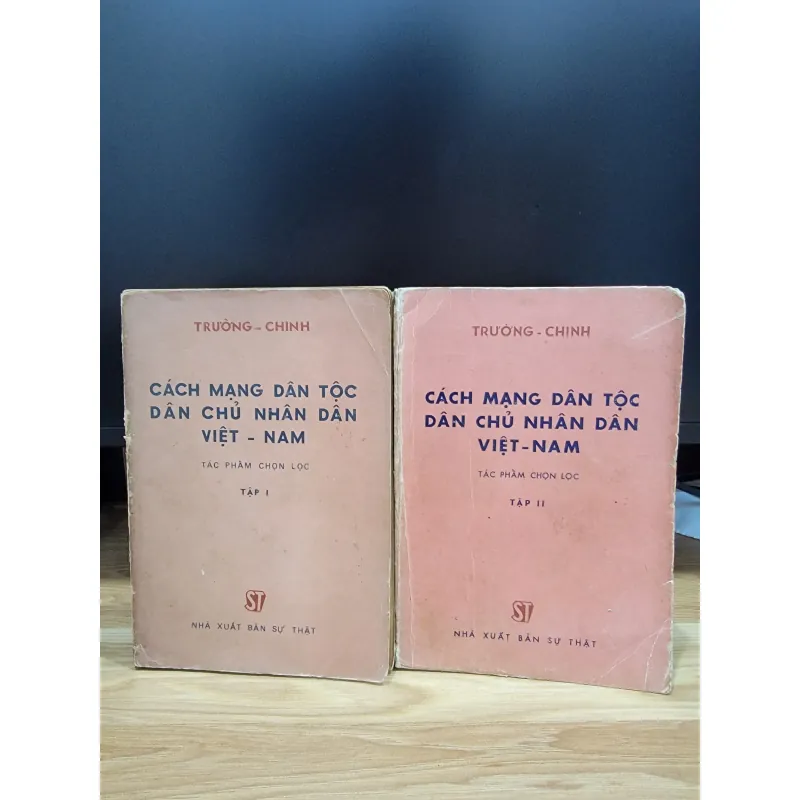 TRƯỜNG - CHINH
CÁCH MẠNG DÂN TỘC
DÂN CHỦ NHÂN DÂN
VIỆT - NAM
TÁC PHẨM CHỌN LỌC
TẬP I
ST
NHÀ XUẤT BẢN SỰ THẬT
TRƯỜNG - CHINH
CÁCH MẠNG DÂN TỘC
DÂN CHỦ NHÂN DÂN
VIỆT-NAM
TÁC PHẨM CHỌN LỌC
TẬP II
ST
NHÀ XUẤT BẢN SỰ THẬT